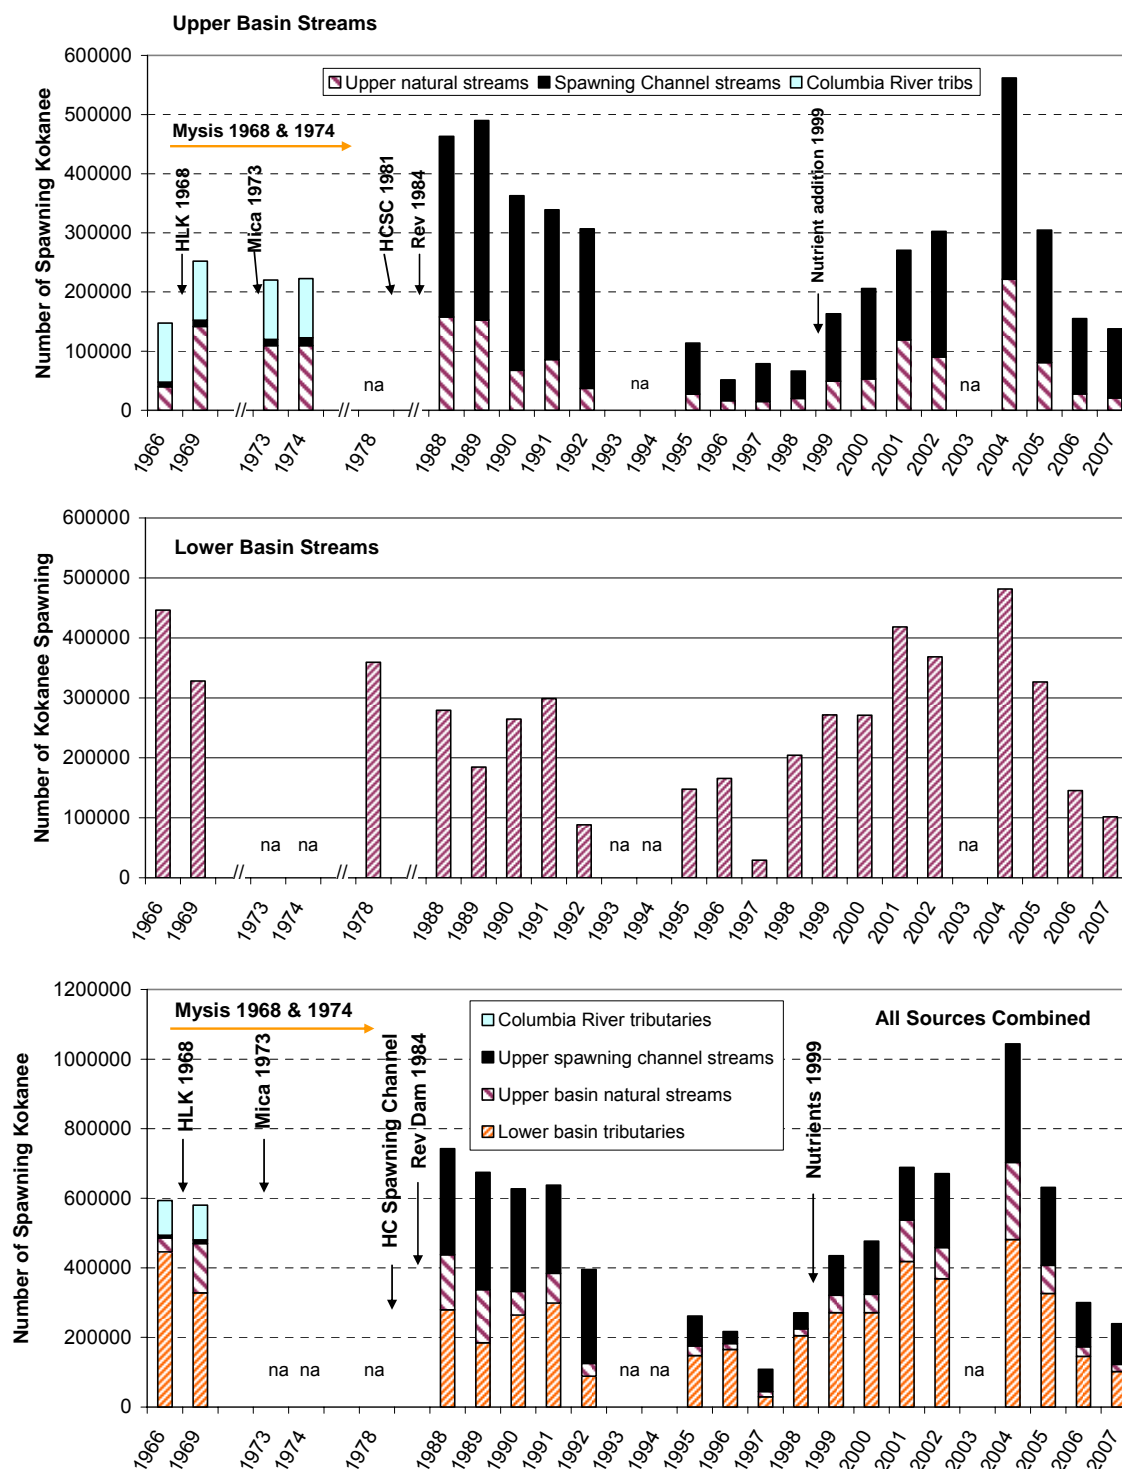 Upper Basin Streams
Number of Spawning Kokanee
600000
500000
400000
300000
200000
100000
0
Upper natural streams Spawning Channel streams Columbia River tribs
Mysis 1968 & 1974
HLK 1968
Mica 1973
HCSC 1981
Rev 1984
Nutrient addition 1999
na na na
// // //
1966 1969 1973 1974 1978 1988 1989 1990 1991 1992 1993 1994 1995 1996 1997 1998 1999 2000 2001 2002 2003 2004 2005 2006 2007
Lower Basin Streams
Number of Kokanee Spawning
600000
500000
400000
300000
200000
100000
0
na na na na na
// // //
1966 1969 1973 1974 1978 1988 1989 1990 1991 1992 1993 1994 1995 1996 1997 1998 1999 2000 2001 2002 2003 2004 2005 2006 2007
Number of Spawning Kokanee
1200000
1000000
800000
600000
400000
200000
0
Mysis 1968 & 1974
HLK 1968
Mica 1973
HC Spawning Channel
Rev Dam 1984
Columbia River tributaries
Upper spawning channel streams
Upper basin natural streams
Lower basin tributaries
All Sources Combined
Nutrients 1999
na na na na na na
1966 1969 1973 1974 1978 1988 1989 1990 1991 1992 1993 1994 1995 1996 1997 1998 1999 2000 2001 2002 2003 2004 2005 2006 2007